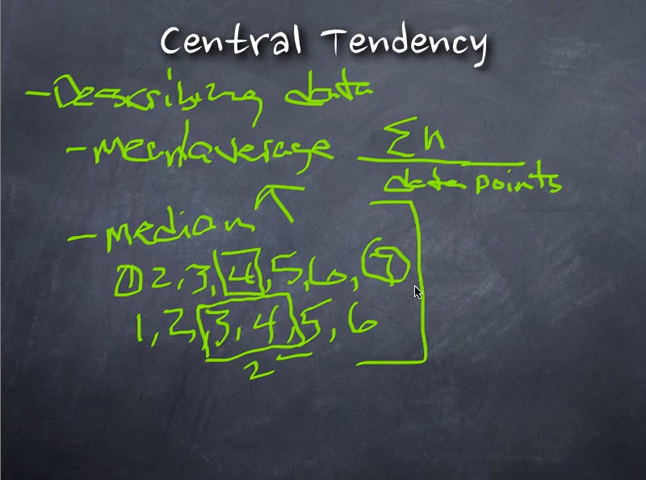 Central Tendency
-Describing data
-mean/average Σn
data points
-median
1 2, 3, 4, 5, 6, 7
1, 2, 3, 4, 5, 6
2